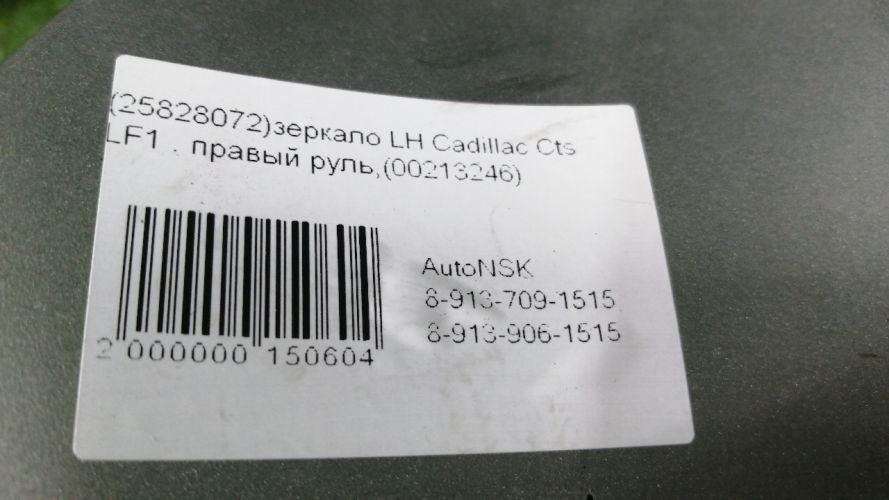 (25828072)зеркало LH Cadillac Cts
LF1 . правый руль,(00213246)
AutoNSK
8-913-709-1515
8-913-906-1515
2 000000 150604